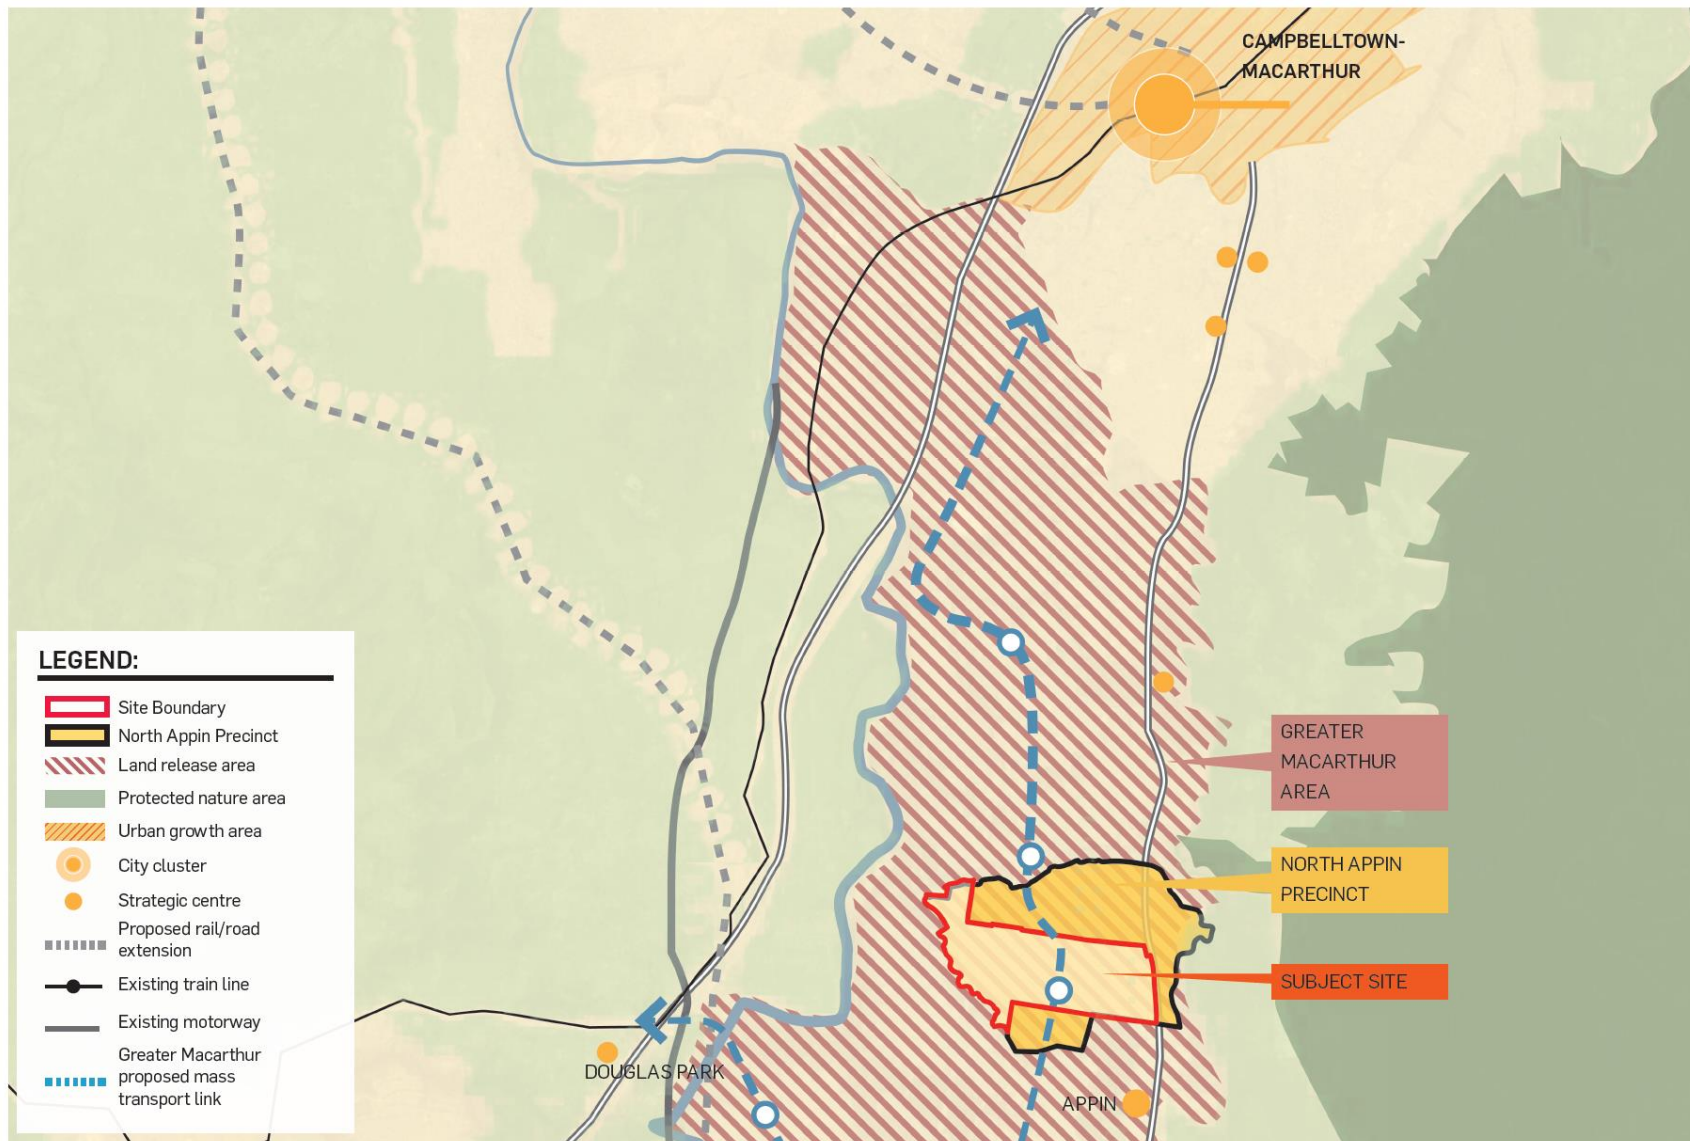 CAMPBELLTOWN-
MACARTHUR
LEGEND:
Site Boundary
North Appin Precinct
Land release area
Protected nature area
Urban growth area
City cluster
Strategic centre
Proposed rail/road
extension
Existing train line
Existing motorway
Greater Macarthur
proposed mass
transport link
GREATER
MACARTHUR
AREA
NORTH APPIN
PRECINCT
SUBJECT SITE
DOUGLAS PARK
APPIN